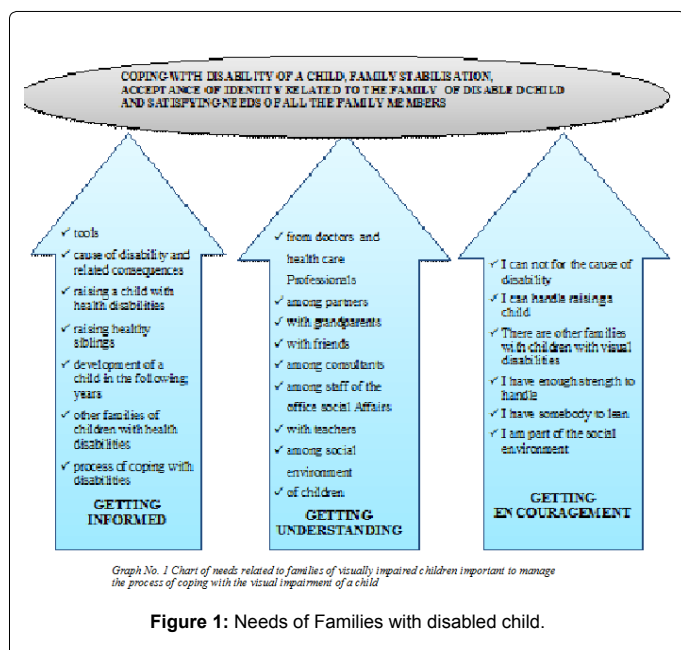 COPING WITH DISABILITY OF A CHILD, FAMILY STABILISATION,
ACCEPTANCE OF IDENTITY RELATED TO THE FAMILY OF DISABLED CHILD
AND SATISFYING NEEDS OF ALL THE FAMILY MEMBERS
✓ tools
✓ cause of disability and
related consequences
✓ raising a child with
health disabilities
✓ raising healthy
siblings
✓ development of a
child in the following;
years
✓ other families of
children with health
disabilities
✓ process of coping with
disabilities
GETTING
INFORMED
✓ from doctors and
health care
Professionals
✓ among partners
✓ with grandparents
✓ with friends
✓ among consultants
✓ among staff of the
office social Affairs
✓ with teachers
✓ among social
environment
✓ of children
GETTING
UNDERSTANDING
✓ I can not for the cause of
disability
✓ I can handle raising a
child
✓ There are other families
with children with visual
disabilities
✓ I have enough strength to
handle
✓ I have somebody to lean
✓ I am part of the social
environment
GETTING
ENCOURAGEMENT
Graph No. 1 Chart of needs related to families of visually impaired children important to manage
the process of coping with the visual impairment of a child
Figure 1: Needs of Families with disabled child.